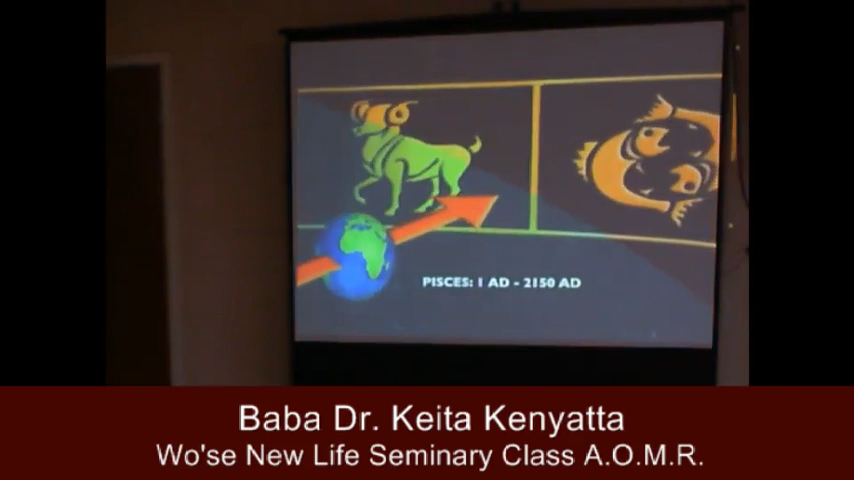 PISCES: 1 AD - 2150 AD
Baba Dr. Keita Kenyatta
Wo'se New Life Seminary Class A.O.M.R.